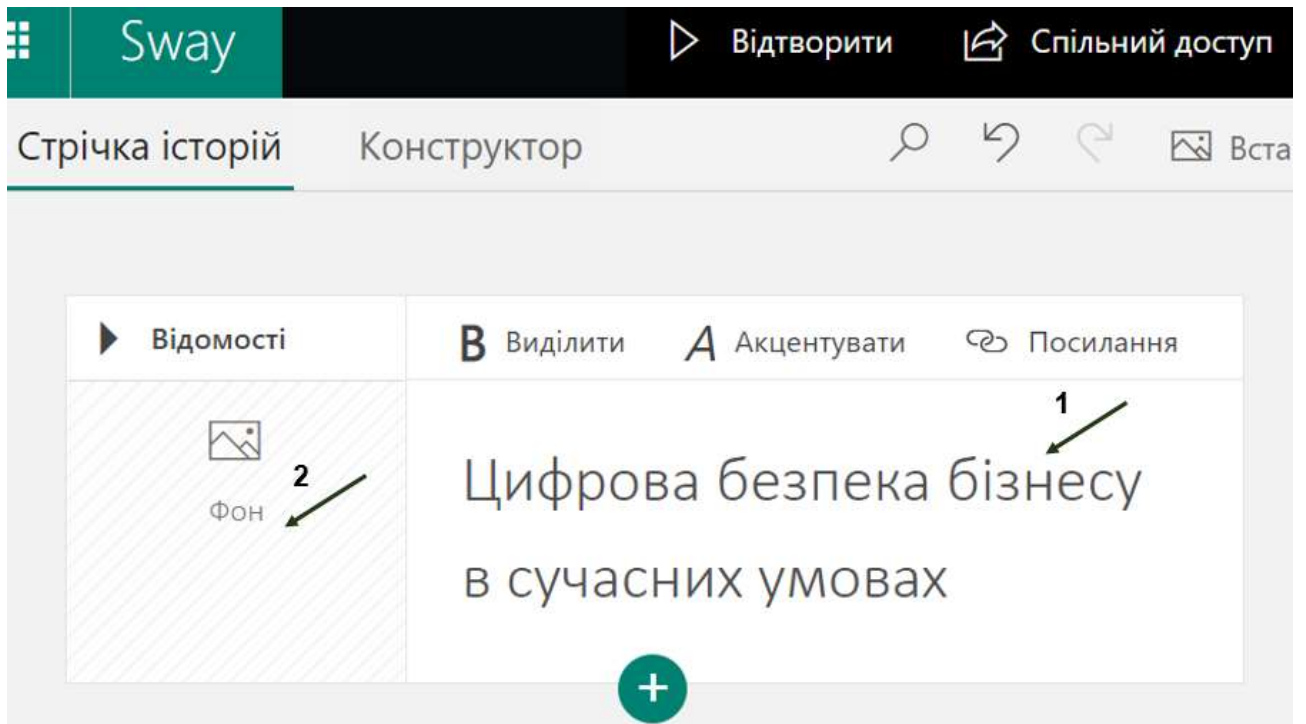 Sway Відтворити Спільний доступ
Стрічка історій Конструктор Вста
Відомості B Виділити A Акцентувати Посилання
1
2
Фон
Цифрова безпека бізнесу
в сучасних умовах